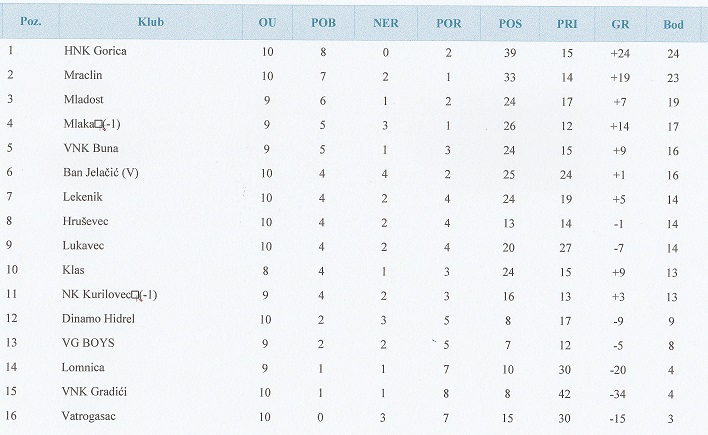 Poz. Klub OU POB NER POR POS PRI GR Bod
1 HNK Gorica 10 8 0 2 39 15 +24 24
2 Mraclin 10 7 2 1 33 14 +19 23
3 Mladost 9 6 1 2 24 17 +7 19
4 Mlaka□(-1) 9 5 3 1 26 12 +14 17
5 VNK Buna 9 5 1 3 24 15 +9 16
6 Ban Jelačić (V) 10 4 4 2 25 24 +1 16
7 Lekenik 10 4 2 4 24 19 +5 14
8 Hruševec 10 4 2 4 13 14 -1 14
9 Lukavec 10 4 2 4 20 27 -7 14
10 Klas 8 4 1 3 24 15 +9 13
11 NK Kurilovec□(-1) 9 4 2 3 16 13 +3 13
12 Dinamo Hidrel 10 2 3 5 8 17 -9 9
13 VG BOYS 9 2 2 5 7 12 -5 8
14 Lomnica 9 1 1 7 10 30 -20 4
15 VNK Gradići 10 1 1 8 8 42 -34 4
16 Vatrogasac 10 0 3 7 15 30 -15 3